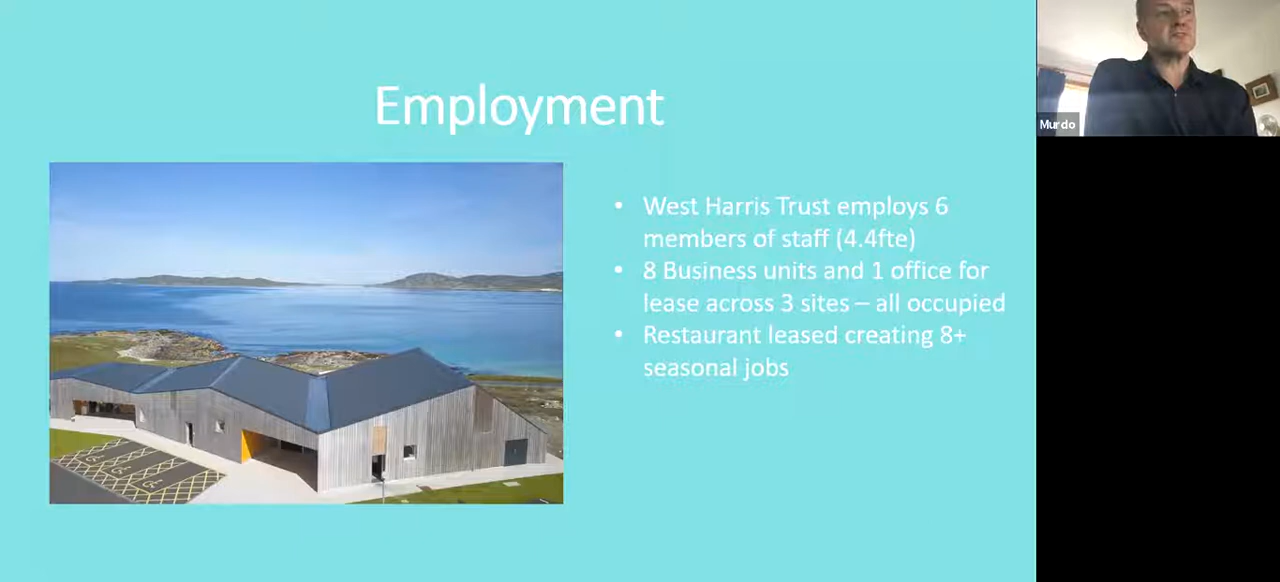 Employment
• West Harris Trust employs 6
members of staff (4.4fte)
• 8 Business units and 1 office for
lease across 3 sites – all occupied
• Restaurant leased creating 8+
seasonal jobs
Murdo